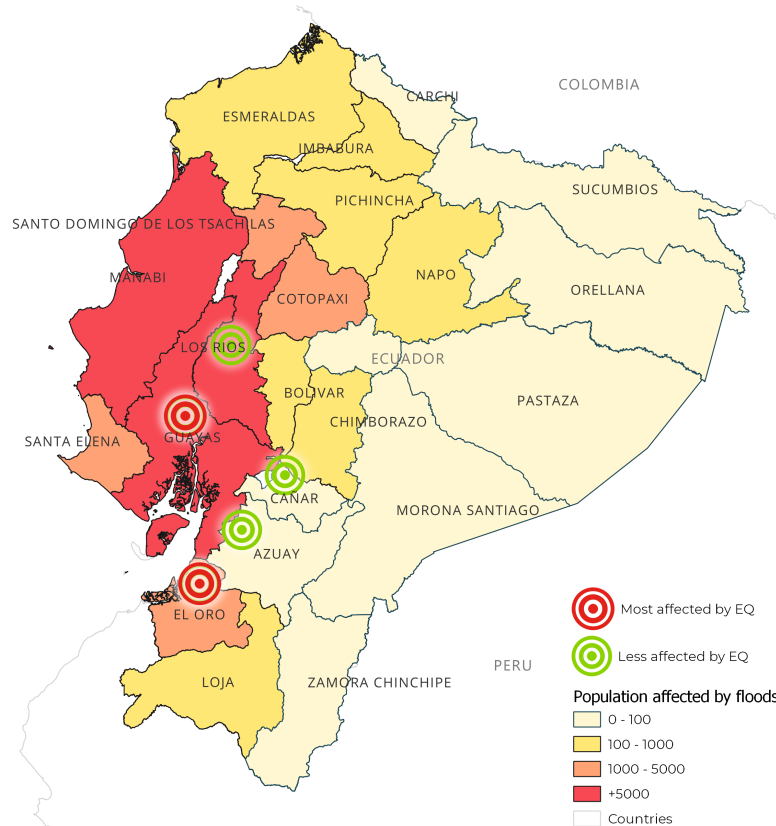 COLOMBIA
CARCHI
ESMERALDAS
IMBABURA
SUCUMBIOS
PICHINCHA
SANTO DOMINGO DE LOS TSACHILAS
NAPO
MANABI
ORELLANA
COTOPAXI
LOS RIOS
ECUADOR
BOLIVAR
PASTAZA
CHIMBORAZO
SANTA ELENA
GUAYAS
CAÑAR
MORONA SANTIAGO
AZUAY
EL ORO
Most affected by EQ
Less affected by EQ
PERU
LOJA
ZAMORA CHINCHIPE
Population affected by floods
0 - 100
100 - 1000
1000 - 5000
+5000
Countries